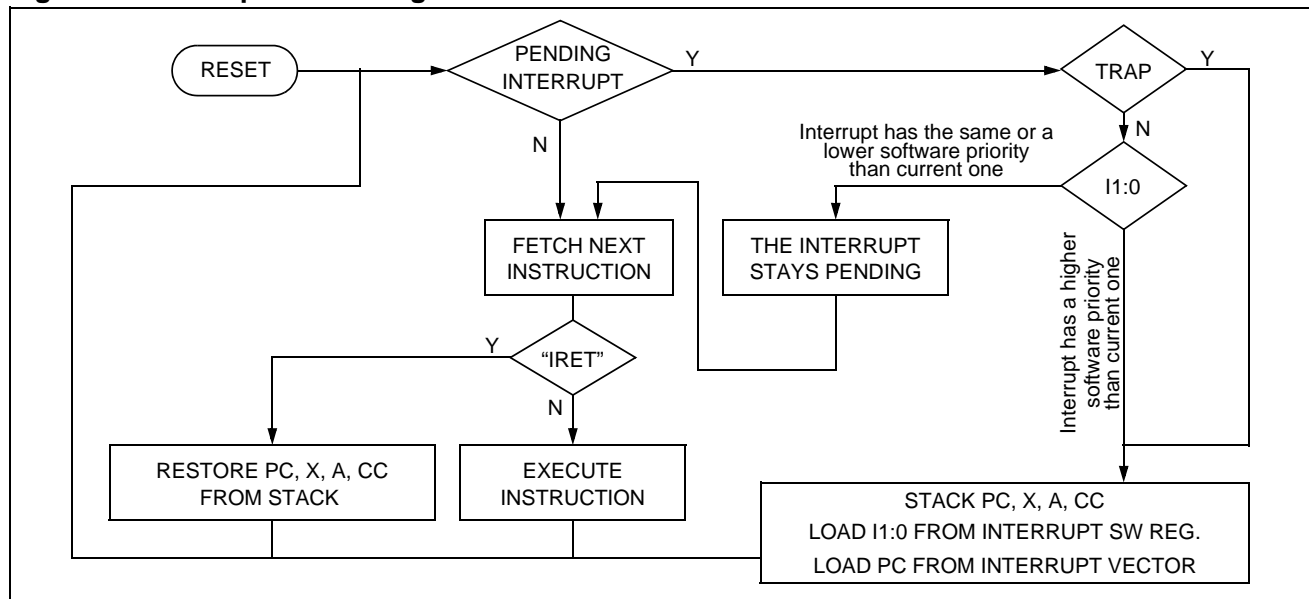 RESET
PENDING
INTERRUPT
Y
TRAP
Y
N
N
Interrupt has the same or a
lower software priority
than current one
I1:0
FETCH NEXT
INSTRUCTION
THE INTERRUPT
STAYS PENDING
Interrupt has a higher
software priority
than current one
Y
“IRET”
N
RESTORE PC, X, A, CC
FROM STACK
EXECUTE
INSTRUCTION
STACK PC, X, A, CC
LOAD I1:0 FROM INTERRUPT SW REG.
LOAD PC FROM INTERRUPT VECTOR